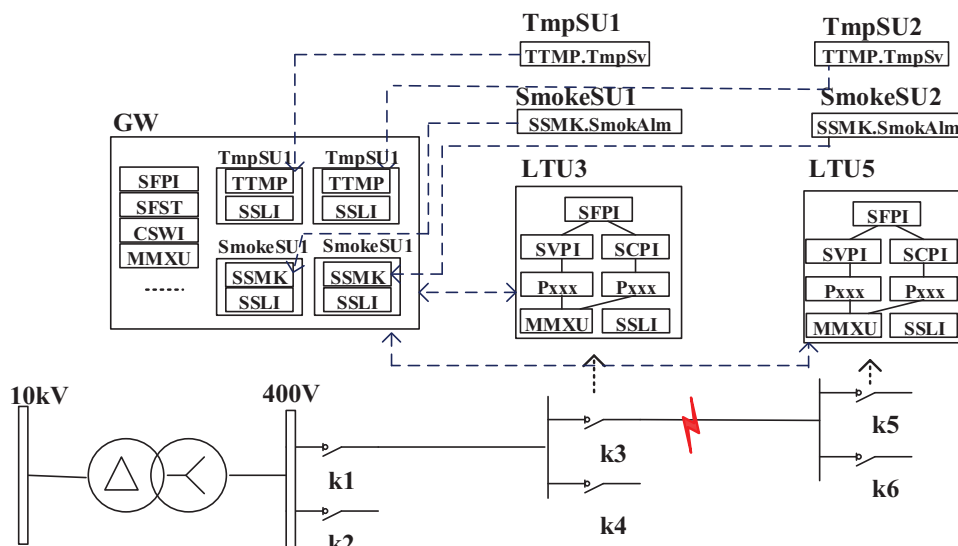 TmpSU1
TTMP.TmpSv
TmpSU2
TTMP.TmpSv
SmokeSU1
SSMK.SmokAlm
SmokeSU2
SSMK.SmokAlm
GW
SFPI
SFST
CSWI
MMXU
TmpSU1
TTMP
SSLI
TmpSU1
TTMP
SSLI
SmokeSU1
SSMK
SSLI
SmokeSU1
SSMK
SSLI
LTU3
SFPI
SVPI
SCPI
Pxxx
Pxxx
MMXU
SSLI
LTU5
SFPI
SVPI
SCPI
Pxxx
Pxxx
MMXU
SSLI
10kV
400V
k1
k2
k3
k4
k5
k6